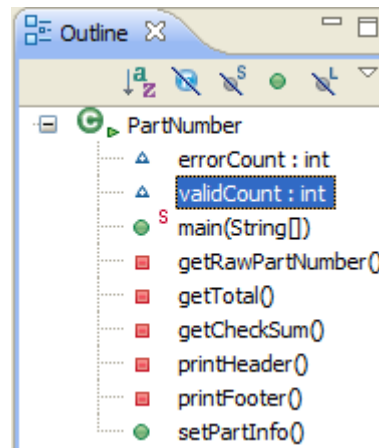 Outline
PartNumber
errorCount : int
validCount : int
S main(String[])
getRawPartNumber()
getTotal()
getCheckSum()
printHeader()
printFooter()
setPartInfo()